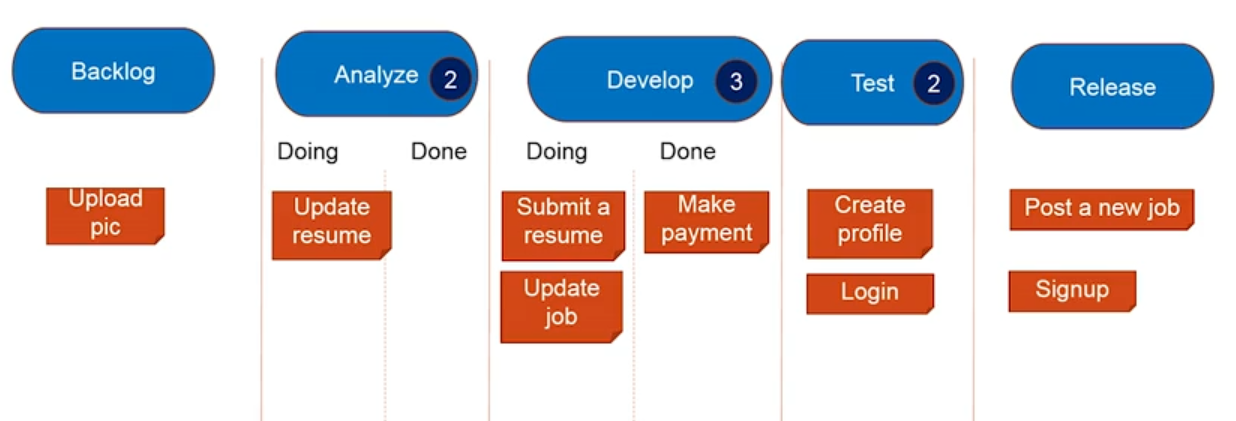 Backlog
Analyze 2
Develop 3
Test 2
Release
Doing
Done
Doing
Done
Upload
pic
Update
resume
Submit a
resume
Update
job
Make
payment
Create
profile
Login
Post a new job
Signup